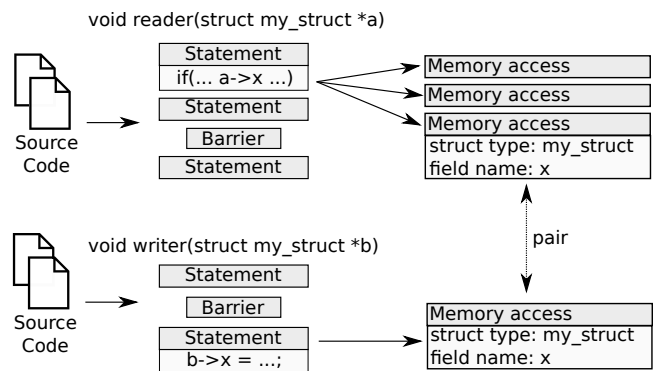 void reader(struct my_struct *a)
Statement
if(... a->x ...)
Statement
Barrier
Statement
Source
Code
Memory access
Memory access
Memory access
struct type: my_struct
field name: x
pair
void writer(struct my_struct *b)
Statement
Barrier
Statement
b->x = ...;
Source
Code
Memory access
struct type: my_struct
field name: x